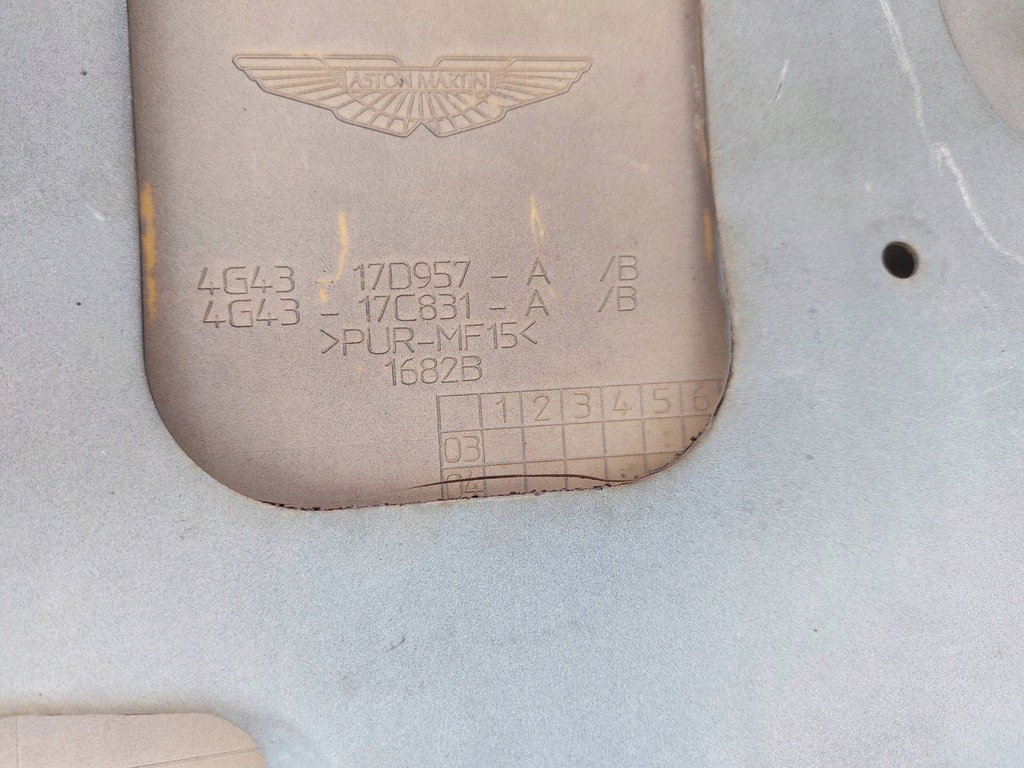 ASTON MARTIN
4G43 - 17D957 - A /B
4G43 - 17C831 - A /B
>PUR-MF15<
1682B
1 2 3 4 5 6
03
04